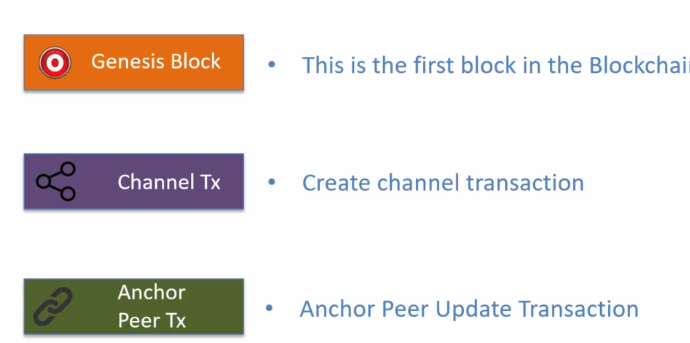 Genesis Block
• This is the first block in the Blockchai
Channel Tx
• Create channel transaction
Anchor
Peer Tx
• Anchor Peer Update Transaction